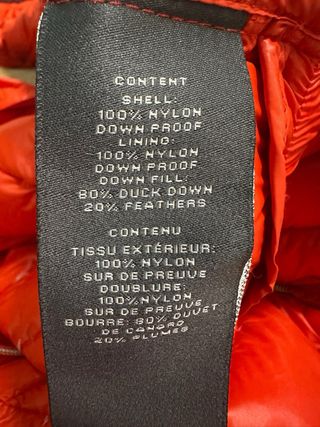 CONTENT
SHELL:
100% NYLON
DOWN PROOF
LINING:
100% NYLON
DOWN PROOF
DOWN FILL:
80% DUCK DOWN
20% FEATHERS
CONTENU
TISSU EXTÉRIEUR:
100% NYLON
SUR DE PREUVE
DOUBLURE:
100% NYLON
SUR DE PREUVE
BOURRE: 80% DUVET
DE CANARD
20% PLUMES